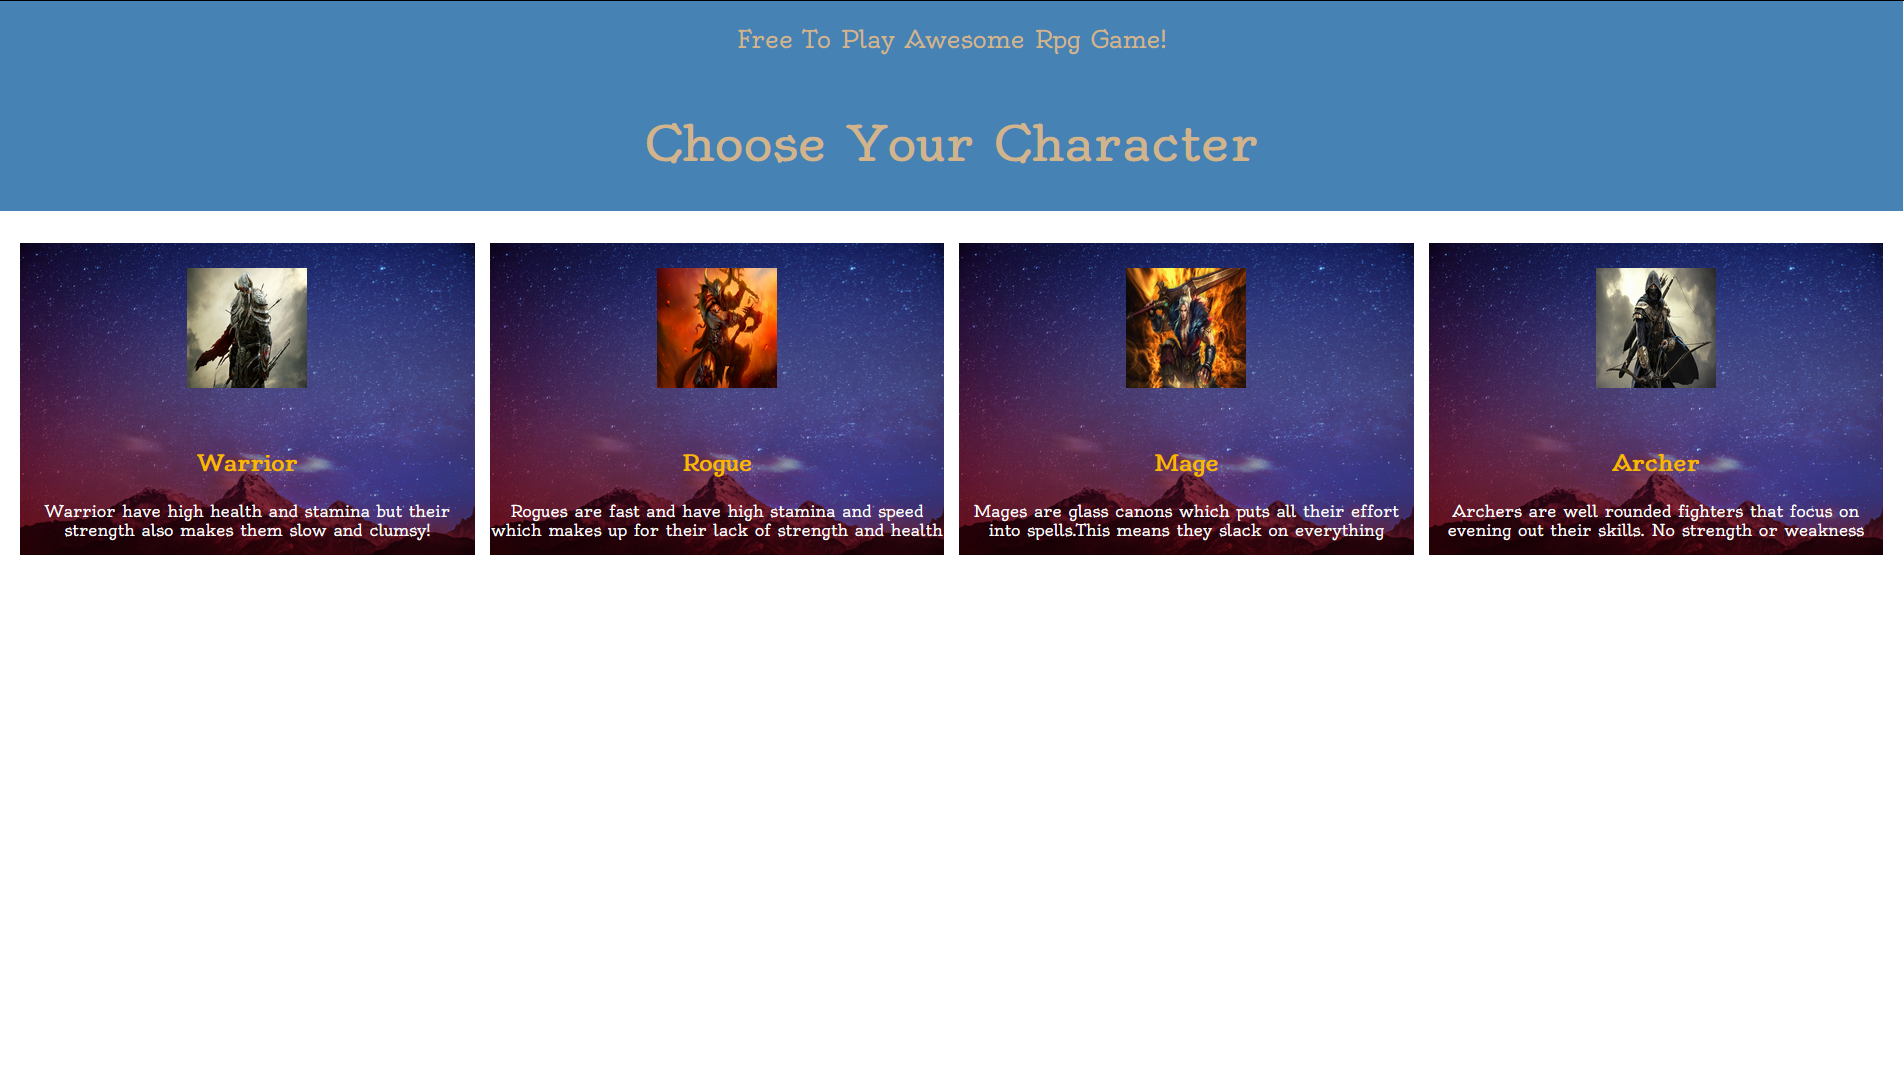 Free To Play Awesome Rpg Game!
Choose Your Character
Warrior
Warrior have high health and stamina but their
strength also makes them slow and clumsy!
Rogue
Rogues are fast and have high stamina and speed
which makes up for their lack of strength and health
Mage
Mages are glass canons which puts all their effort
into spells.This means they slack on everything
Archer
Archers are well rounded fighters that focus on
evening out their skills. No strength or weakness